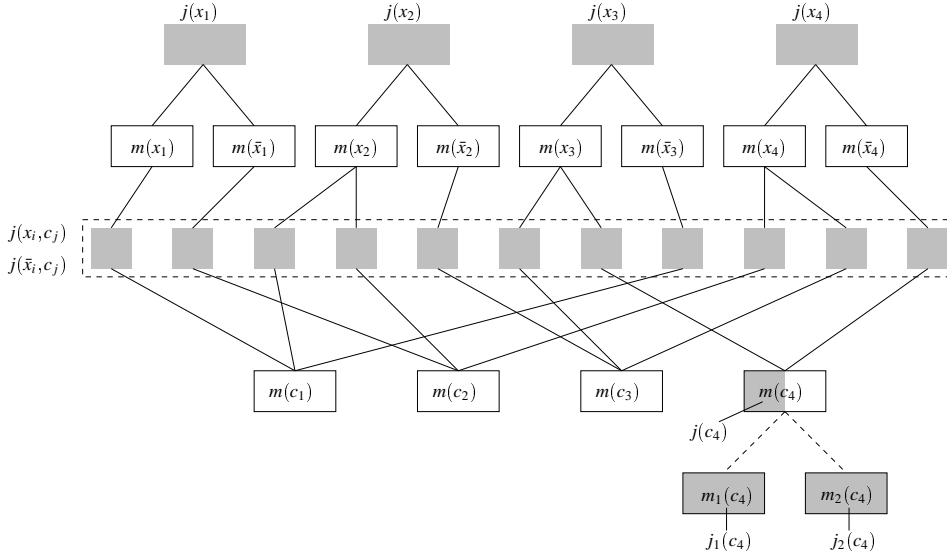 j(x₁) j(x₂) j(x₃) j(x₄)
m(x₁) m(x̄₁) m(x₂) m(x̄₂) m(x₃) m(x̄₃) m(x₄) m(x̄₄)
j(xᵢ,cⱼ)
j(x̄ᵢ,cⱼ)
m(c₁) m(c₂) m(c₃) m(c₄)
j(c₄)
m₁(c₄) m₂(c₄)
j₁(c₄) j₂(c₄)